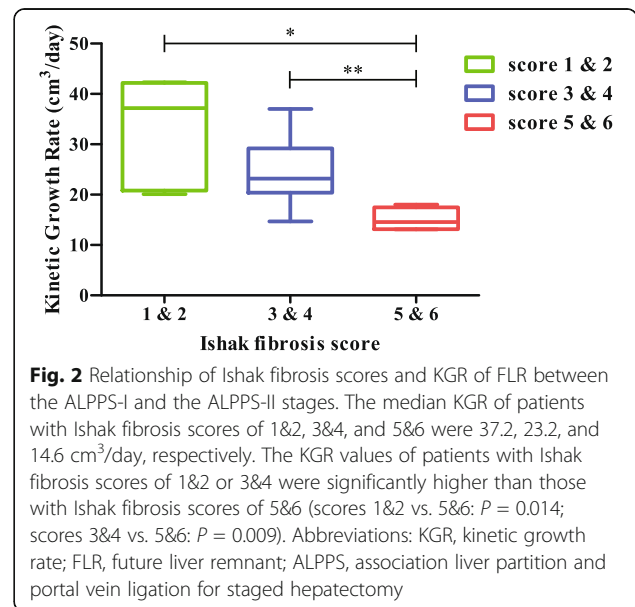 50
40
30
20
10
0
Kinetic Growth Rate (cm³/day)
*
**
score 1 & 2
score 3 & 4
score 5 & 6
1 & 2
3 & 4
5 & 6
Ishak fibrosis score
Fig. 2 Relationship of Ishak fibrosis scores and KGR of FLR between
the ALPPS-I and the ALPPS-II stages. The median KGR of patients
with Ishak fibrosis scores of 1&2, 3&4, and 5&6 were 37.2, 23.2, and
14.6 cm³/day, respectively. The KGR values of patients with Ishak
fibrosis scores of 1&2 or 3&4 were significantly higher than those
with Ishak fibrosis scores of 5&6 (scores 1&2 vs. 5&6: P = 0.014;
scores 3&4 vs. 5&6: P = 0.009). Abbreviations: KGR, kinetic growth
rate; FLR, future liver remnant; ALPPS, association liver partition and
portal vein ligation for staged hepatectomy